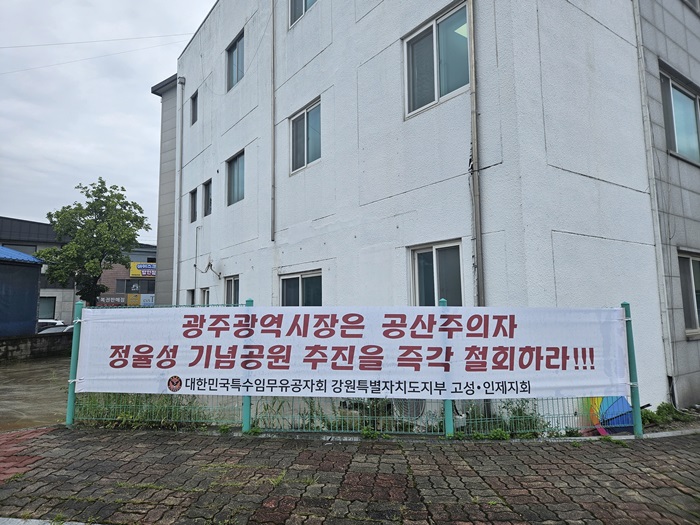 광주광역시장은 공산주의자
정율성 기념공원 추진을 즉각 철회하라!!!
대한민국특수임무유공자회 강원특별자치도지부 고성·인제지회